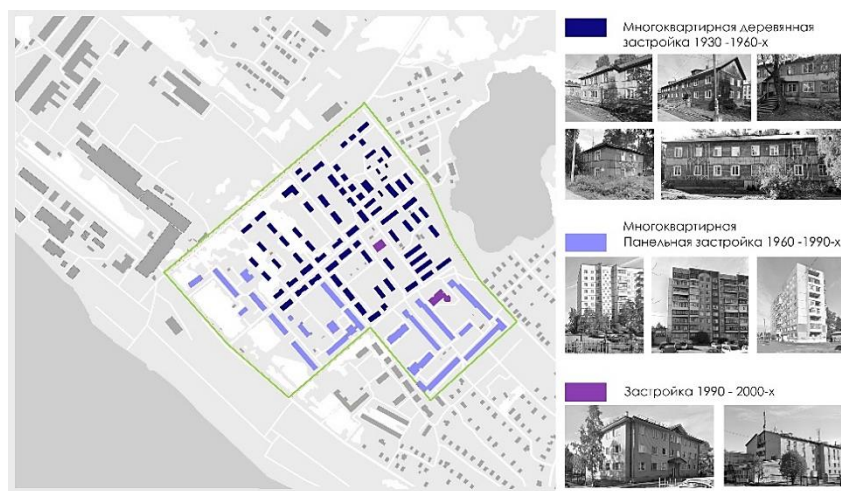 Многоквартирная деревянная
застройка 1930 -1960-х
Многоквартирная
Панельная застройка 1960 -1990-х
Застройка 1990 - 2000-х